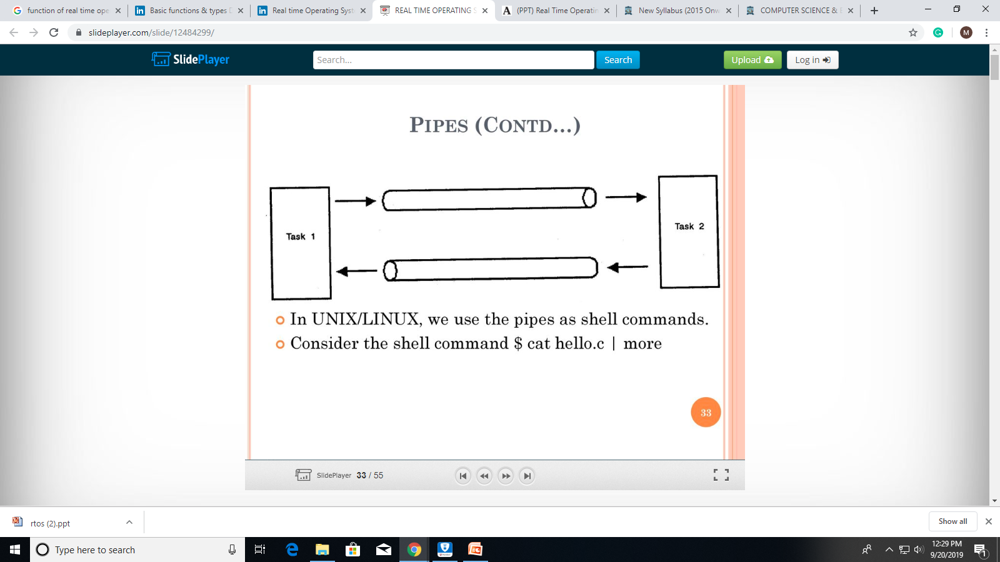 function of real time ope
Basic functions & types
Real time Operating Syst
REAL TIME OPERATING S
A (PPT) Real Time Operatin
New Syllabus (2015 Onw
COMPUTER SCIENCE &
slideplayer.com/slide/12484299/
M
SlidePlayer
Search...
Search
Upload
Log in
PIPES (CONTD...)
Task 1
Task 2
In UNIX/LINUX, we use the pipes as shell commands.
Consider the shell command $ cat hello.c | more
33
SlidePlayer 33 / 55
rtos (2).ppt
Show all
Type here to search
12:29 PM
9/20/2019
1